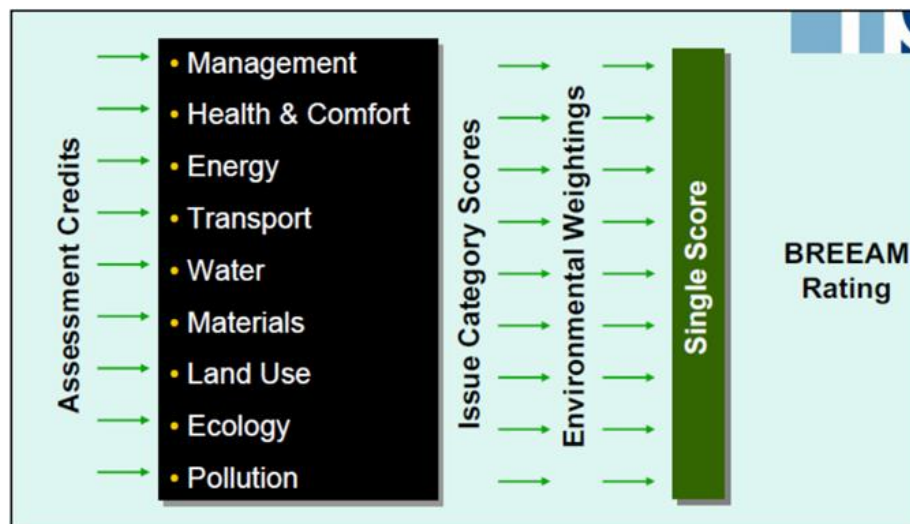 Assessment Credits
• Management
• Health & Comfort
• Energy
• Transport
• Water
• Materials
• Land Use
• Ecology
• Pollution
Issue Category Scores
Environmental Weightings
Single Score
BREEAM
Rating